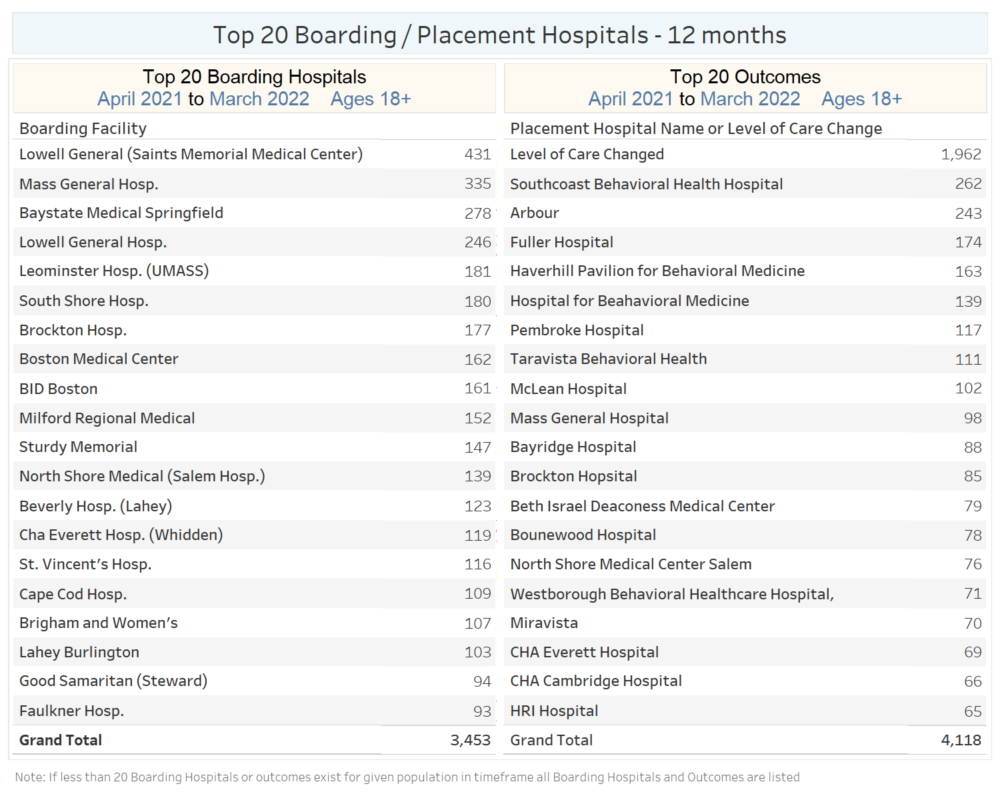 Top 20 Boarding / Placement Hospitals - 12 months
Top 20 Boarding Hospitals
April 2021 to March 2022 Ages 18+
Boarding Facility
Lowell General (Saints Memorial Medical Center) 431
Mass General Hosp. 335
Baystate Medical Springfield 278
Lowell General Hosp. 246
Leominster Hosp. (UMASS) 181
South Shore Hosp. 180
Brockton Hosp. 177
Boston Medical Center 162
BID Boston 161
Milford Regional Medical 152
Sturdy Memorial 147
North Shore Medical (Salem Hosp.) 139
Beverly Hosp. (Lahey) 123
Cha Everett Hosp. (Whidden) 119
St. Vincent's Hosp. 116
Cape Cod Hosp. 109
Brigham and Women's 107
Lahey Burlington 103
Good Samaritan (Steward) 94
Faulkner Hosp. 93
Grand Total 3,453
Top 20 Outcomes
April 2021 to March 2022 Ages 18+
Placement Hospital Name or Level of Care Change
Level of Care Changed 1,962
Southcoast Behavioral Health Hospital 262
Arbour 243
Fuller Hospital 174
Haverhill Pavilion for Behavioral Medicine 163
Hospital for Beahavioral Medicine 139
Pembroke Hospital 117
Taravista Behavioral Health 111
McLean Hospital 102
Mass General Hospital 98
Bayridge Hospital 88
Brockton Hopsital 85
Beth Israel Deaconess Medical Center 79
Bounewood Hospital 78
North Shore Medical Center Salem 76
Westborough Behavioral Healthcare Hospital, 71
Miravista 70
CHA Everett Hospital 69
CHA Cambridge Hospital 66
HRI Hospital 65
Grand Total 4,118
Note: If less than 20 Boarding Hospitals or outcomes exist for given population in timeframe all Boarding Hospitals and Outcomes are listed